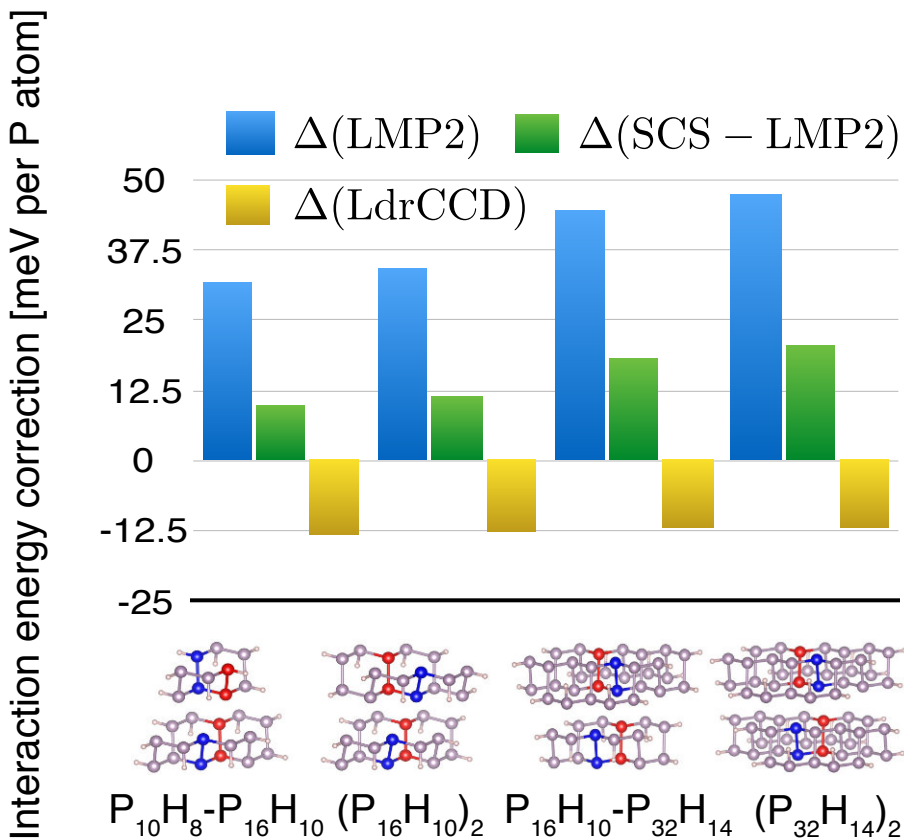 Interaction energy correction [meV per P atom]
Δ(LMP2) Δ(SCS − LMP2)
Δ(LdrCCD)
50
37.5
25
12.5
0
-12.5
-25
P₁₀H₈-P₁₆H₁₀ (P₁₆H₁₀)₂ P₁₆H₁₀-P₃₂H₁₄ (P₃₂H₁₄)₂